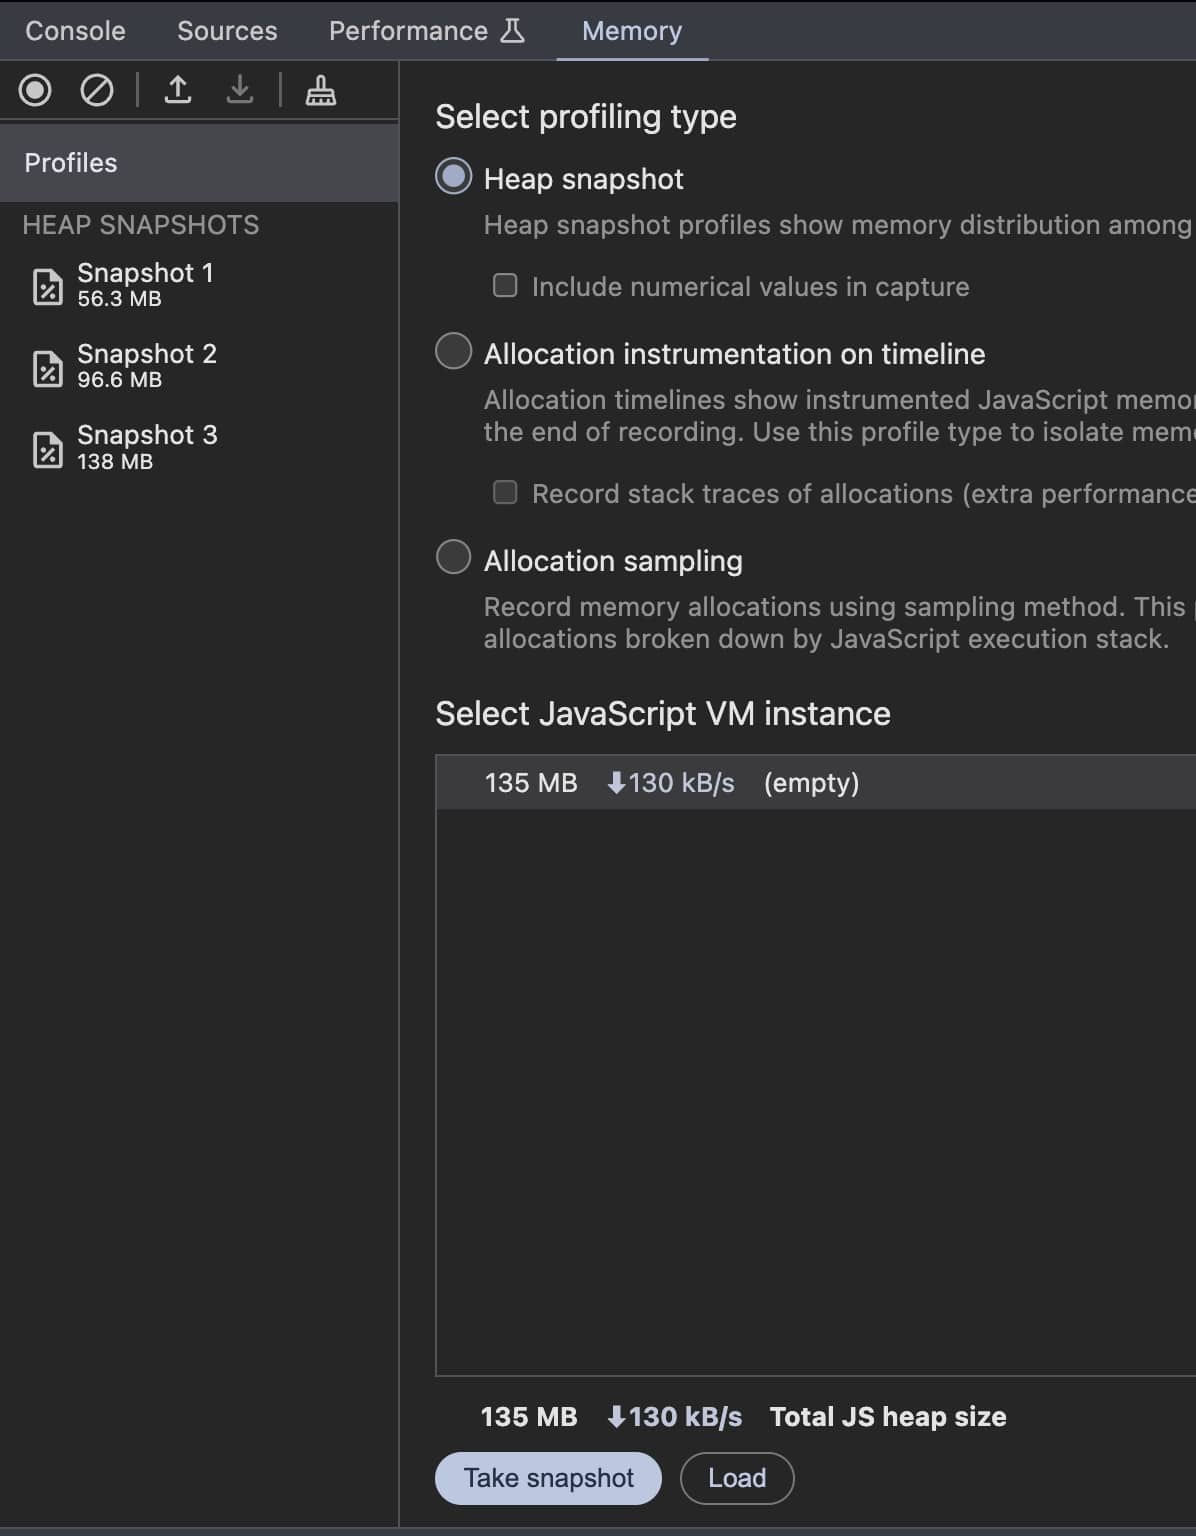 Console Sources Performance Memory
Profiles
HEAP SNAPSHOTS
Snapshot 1
56.3 MB
Snapshot 2
96.6 MB
Snapshot 3
138 MB
Select profiling type
Heap snapshot
Heap snapshot profiles show memory distribution among
Include numerical values in capture
Allocation instrumentation on timeline
Allocation timelines show instrumented JavaScript
the end of recording. Use this profile type to isolate
Record stack traces of allocations (extra performance
Allocation sampling
Record memory allocations using sampling method. This
allocations broken down by JavaScript execution stack.
Select JavaScript VM instance
135 MB ⬇130 kB/s (empty)
135 MB ⬇130 kB/s Total JS heap size
Take snapshot Load